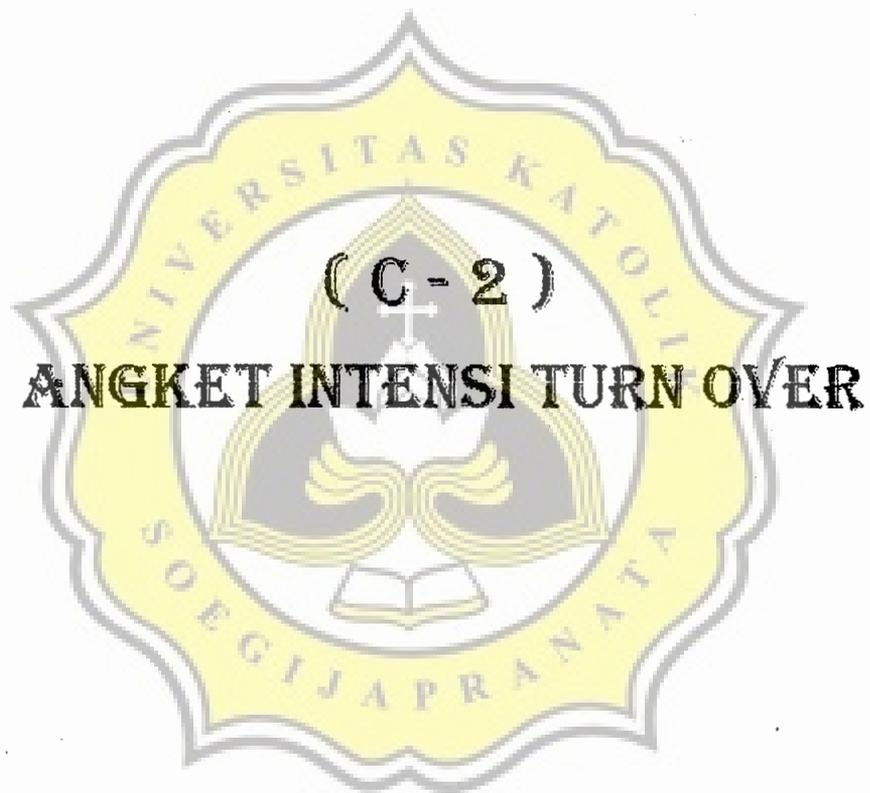 UNIVERSITAS KATOLIK
( C - 2 )
ANGKET INTENSI TURN OVER
SOEGIJAPRANATA